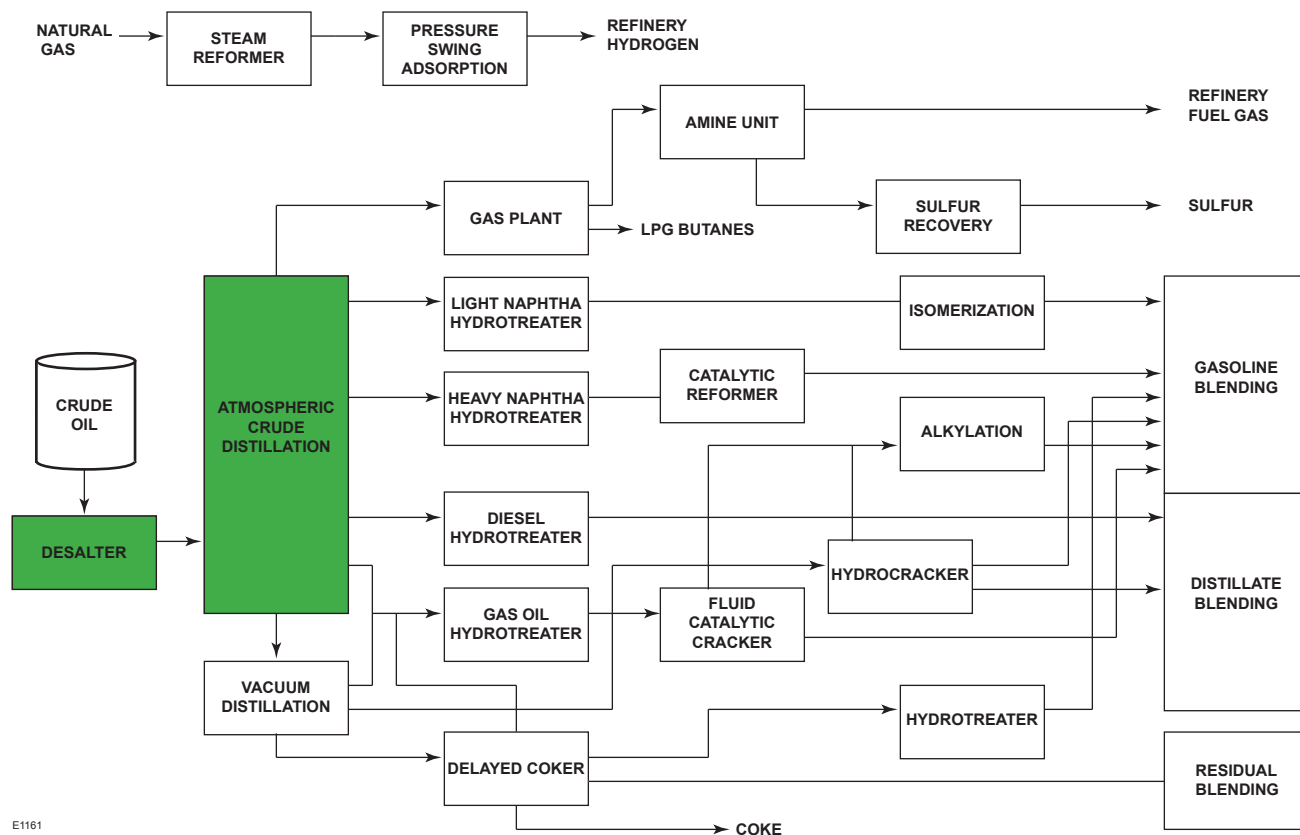 NATURAL
GAS
STEAM
REFORMER
PRESSURE
SWING
ADSORPTION
REFINERY
HYDROGEN
AMINE UNIT
REFINERY
FUEL GAS
GAS PLANT
SULFUR
RECOVERY
SULFUR
LPG BUTANES
LIGHT NAPHTHA
HYDROTREATER
ISOMERIZATION
GASOLINE
BLENDING
CRUDE
OIL
ATMOSPHERIC
CRUDE
DISTILLATION
HEAVY NAPHTHA
HYDROTREATER
CATALYTIC
REFORMER
ALKYLATION
DESALTER
DIESEL
HYDROTREATER
HYDROCRACKER
DISTILLATE
BLENDING
GAS OIL
HYDROTREATER
FLUID
CATALYTIC
CRACKER
VACUUM
DISTILLATION
HYDROTREATER
DELAYED COKER
RESIDUAL
BLENDING
COKE
E1161